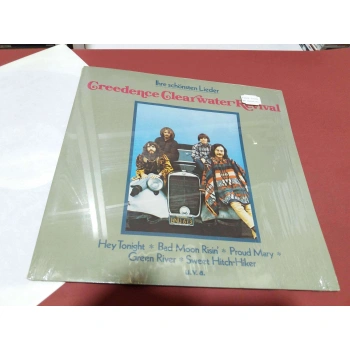 Ihre schönsten Lieder
Creedence Clearwater Revival
Hey Tonight * Bad Moon Risin' * Proud Mary *
Green River * Sweet Hitch-Hiker
u.v.a.